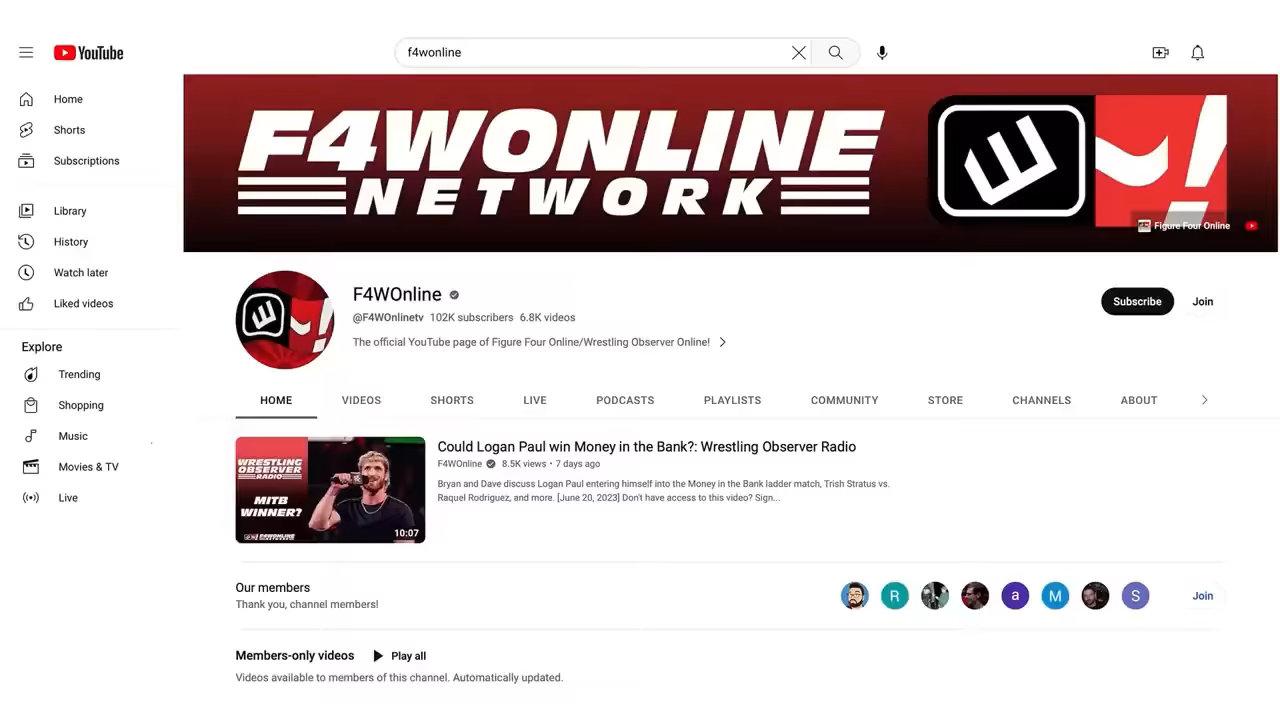 YouTube
f4wonline
Home
Shorts
Subscriptions
Library
History
Watch later
Liked videos
Explore
Trending
Shopping
Music
Movies & TV
Live
F4WONLINE
NETWORK
Figure Four Online
F4WOnline
@F4WOnlinetv 102K subscribers 6.8K videos
The official YouTube page of Figure Four Online/Wrestling Observer Online!
Subscribe
Join
HOME VIDEOS SHORTS LIVE PODCASTS PLAYLISTS COMMUNITY STORE CHANNELS ABOUT
WRESTLING
OBSERVER
RADIO
MITB
WINNER?
F4WONLINE
10:07
Could Logan Paul win Money in the Bank?: Wrestling Observer Radio
F4WOnline 8.5K views • 7 days ago
Bryan and Dave discuss Logan Paul entering himself into the Money in the Bank ladder match, Trish Stratus vs.
Raquel Rodriguez, and more. [June 20, 2023] Don't have access to this video? Sign...
Our members
Thank you, channel members!
R a M S
Join
Members-only videos Play all
Videos available to members of this channel. Automatically updated.